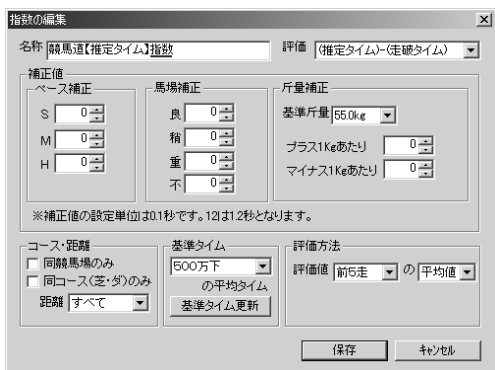 指数の編集
名称 競馬道【推定タイム】指数 評価 (推定タイム)-(走破タイム)
補正値
ペース補正 馬場補正 斤量補正
S 0 良 0 基準斤量 55.0kg
M 0 稍 0 プラス1Kgあたり 0
H 0 重 0 マイナス1Kgあたり 0
不 0
※補正値の設定単位は0.1秒です。12は1.2秒となります。
コース・距離 基準タイム 評価方法
同競馬場のみ 500万下 評価値 前5走 の 平均値
同コース(芝・ダ)のみ の平均タイム
距離 すべて 基準タイム更新
保存 キャンセル